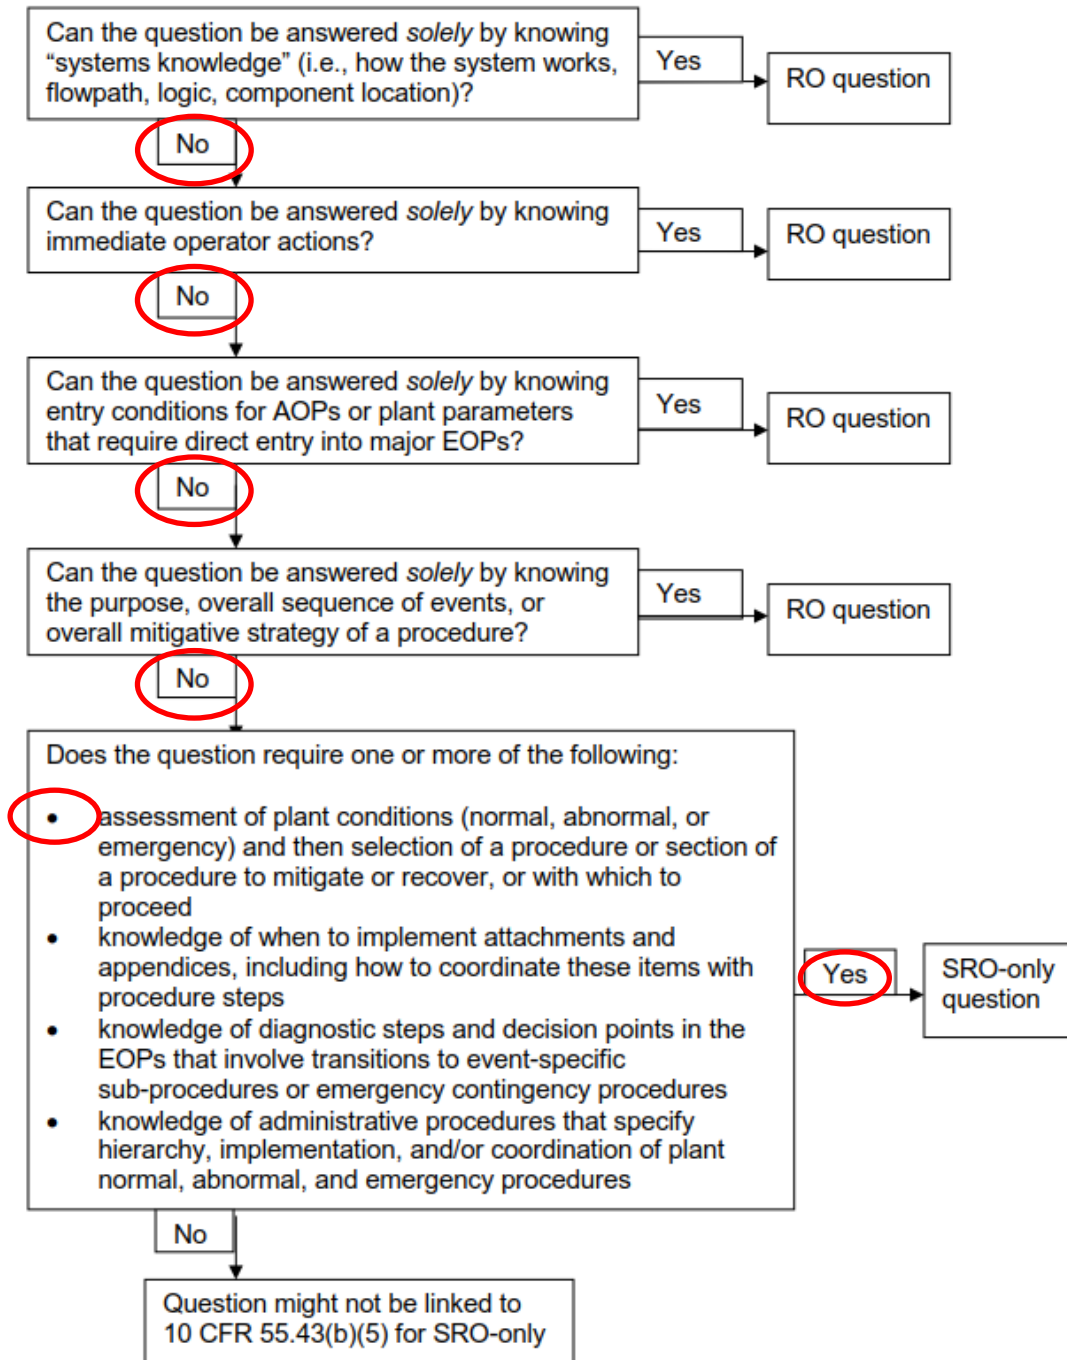 Can the question be answered solely by knowing
“systems knowledge” (i.e., how the system works,
flowpath, logic, component location)?
Yes
RO question
No
Can the question be answered solely by knowing
immediate operator actions?
Yes
RO question
No
Can the question be answered solely by knowing
entry conditions for AOPs or plant parameters
that require direct entry into major EOPs?
Yes
RO question
No
Can the question be answered solely by knowing
the purpose, overall sequence of events, or
overall mitigative strategy of a procedure?
Yes
RO question
No
Does the question require one or more of the following:
• assessment of plant conditions (normal, abnormal, or
emergency) and then selection of a procedure or section of
a procedure to mitigate or recover, or with which to
proceed
• knowledge of when to implement attachments and
appendices, including how to coordinate these items with
procedure steps
• knowledge of diagnostic steps and decision points in the
EOPs that involve transitions to event-specific
sub-procedures or emergency contingency procedures
• knowledge of administrative procedures that specify
hierarchy, implementation, and/or coordination of plant
normal, abnormal, and emergency procedures
Yes
SRO-only
question
No
Question might not be linked to
10 CFR 55.43(b)(5) for SRO-only